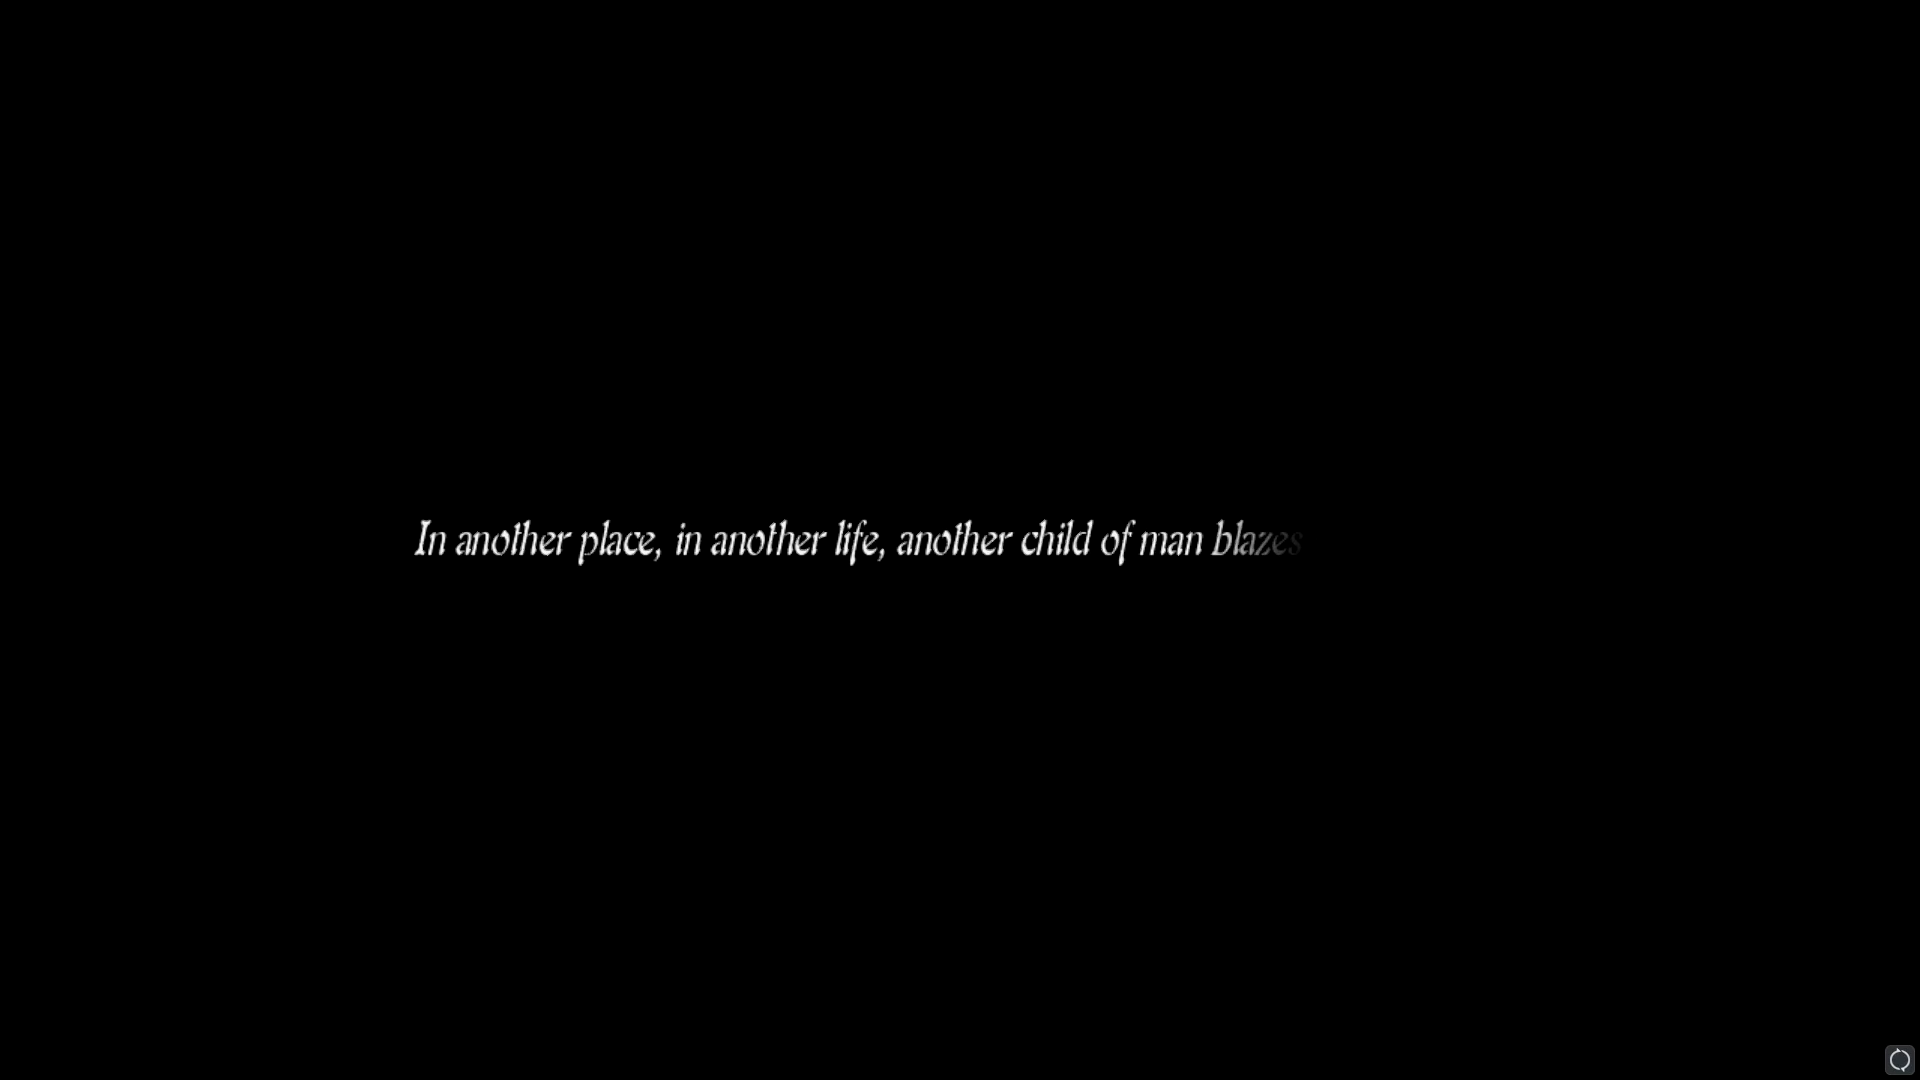 In another place, in another life, another child of man blazes